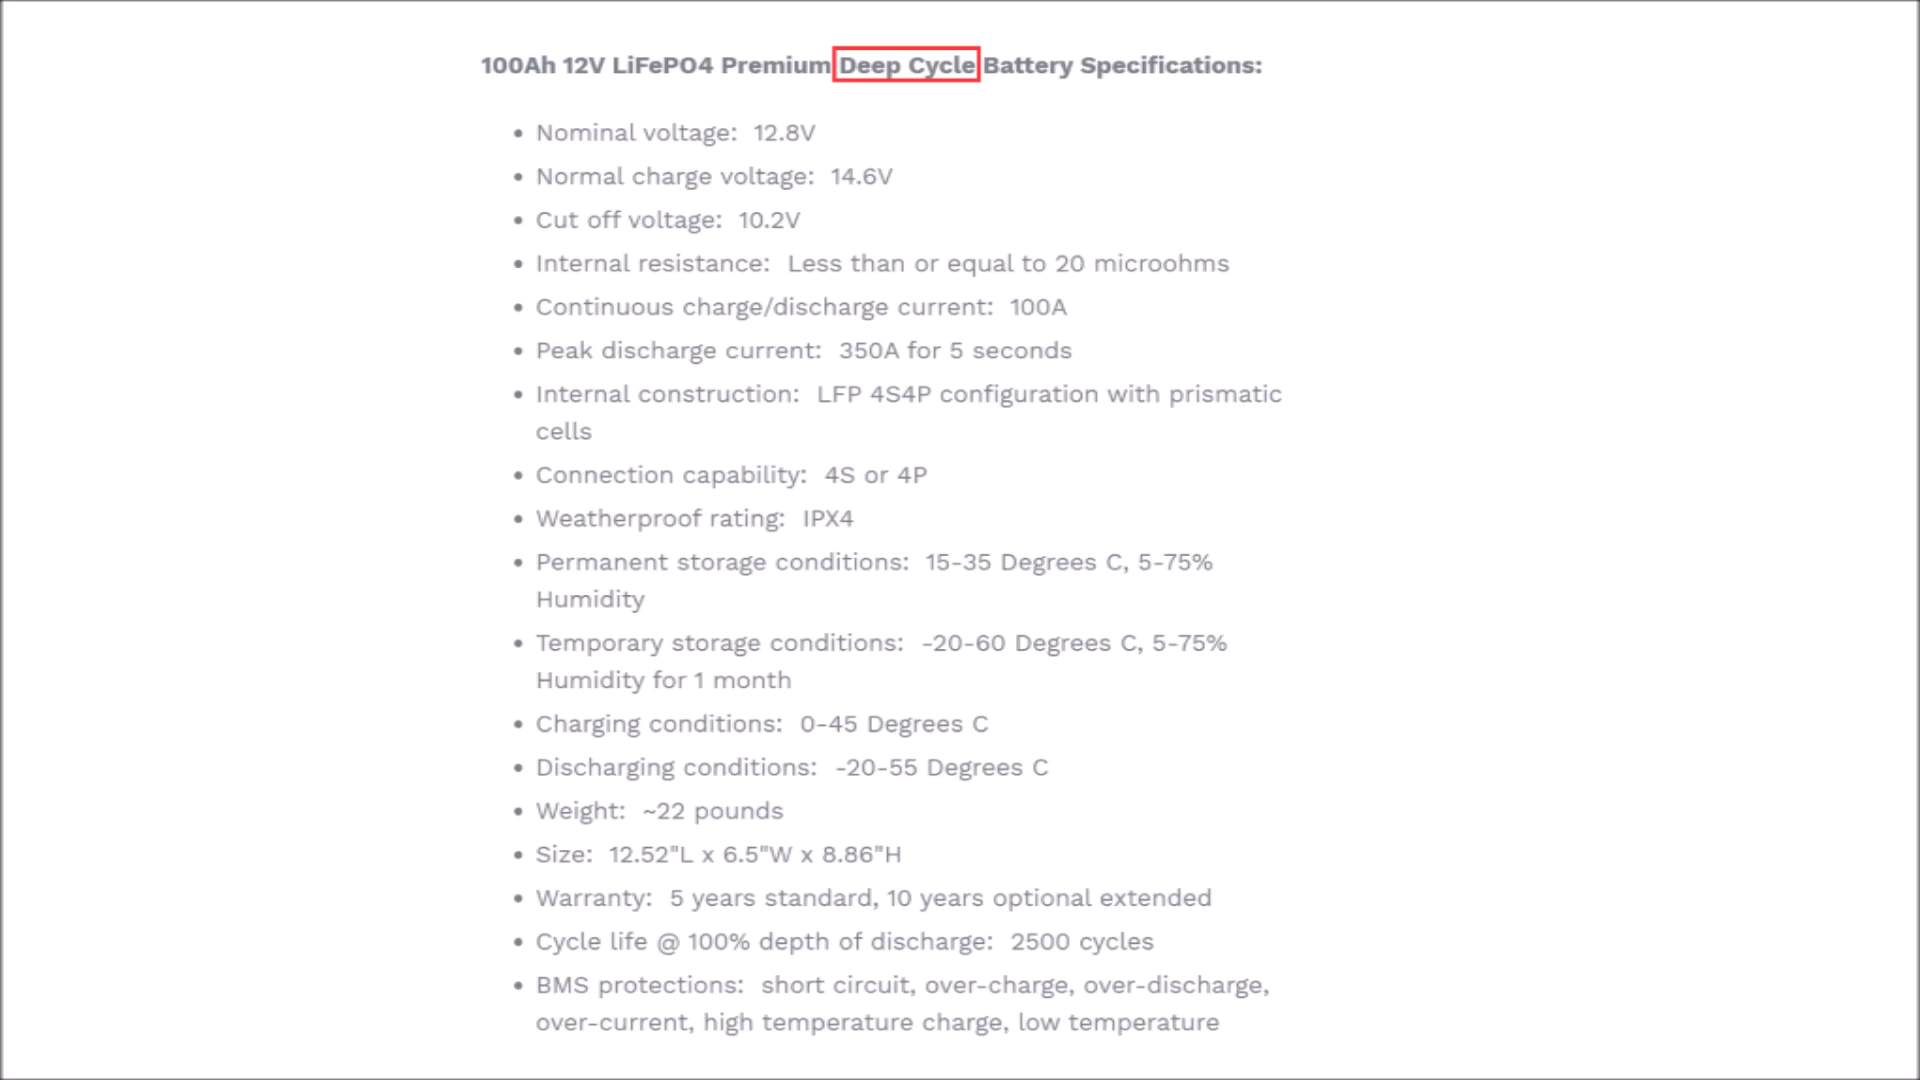 100Ah 12V LiFePO4 Premium Deep Cycle Battery Specifications:
• Nominal voltage:  12.8V
• Normal charge voltage:  14.6V
• Cut off voltage:  10.2V
• Internal resistance:  Less than or equal to 20 microohms
• Continuous charge/discharge current:  100A
• Peak discharge current:  350A for 5 seconds
• Internal construction:  LFP 4S4P configuration with prismatic
cells
• Connection capability:  4S or 4P
• Weatherproof rating:  IPX4
• Permanent storage conditions:  15-35 Degrees C, 5-75%
Humidity
• Temporary storage conditions:  -20-60 Degrees C, 5-75%
Humidity for 1 month
• Charging conditions:  0-45 Degrees C
• Discharging conditions:  -20-55 Degrees C
• Weight:  ~22 pounds
• Size:  12.52"L x 6.5"W x 8.86"H
• Warranty:  5 years standard, 10 years optional extended
• Cycle life @ 100% depth of discharge:  2500 cycles
• BMS protections:  short circuit, over-charge, over-discharge,
over-current, high temperature charge, low temperature